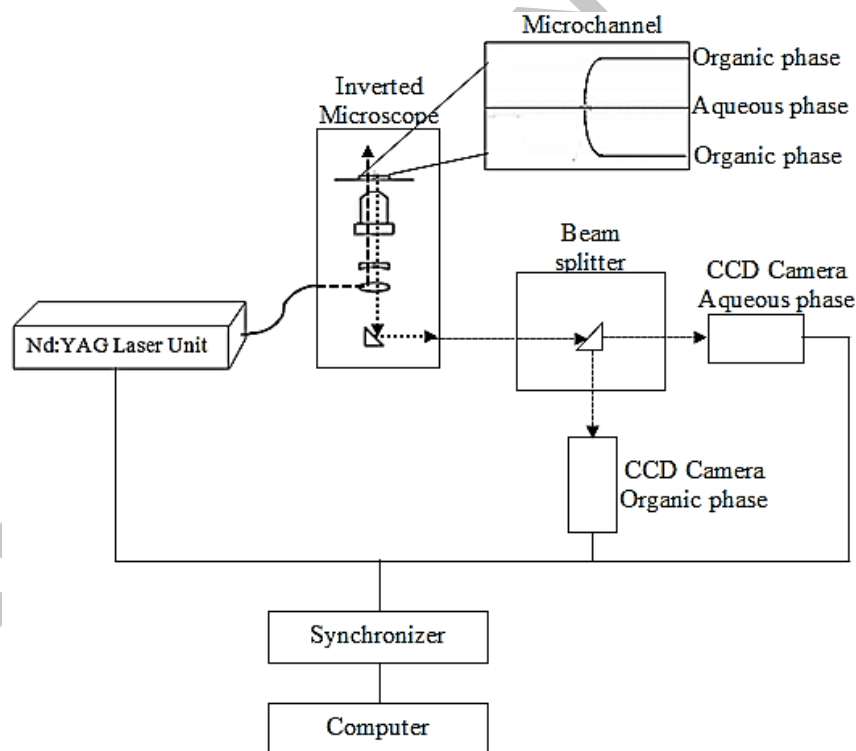 Microchannel
Organic phase
Aqueous phase
Organic phase
Inverted
Microscope
Beam
splitter
CCD Camera
Aqueous phase
Nd:YAG Laser Unit
CCD Camera
Organic phase
Synchronizer
Computer